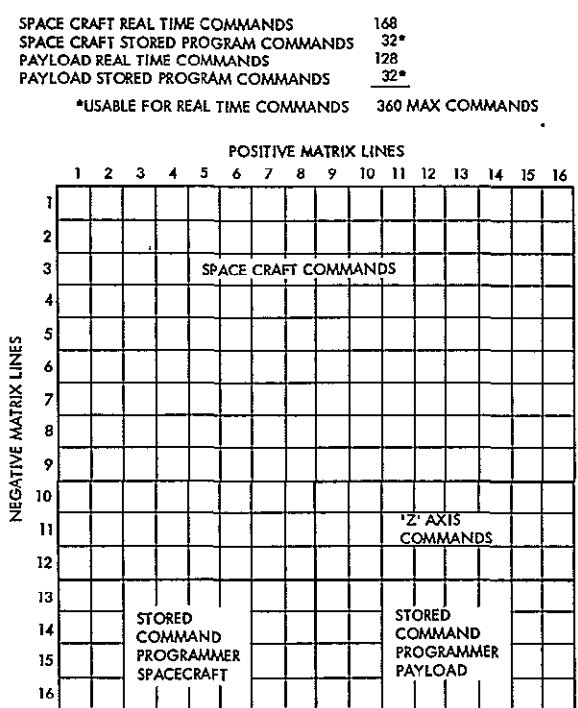 SPACE CRAFT REAL TIME COMMANDS 168
SPACE CRAFT STORED PROGRAM COMMANDS 32*
PAYLOAD REAL TIME COMMANDS 128
PAYLOAD STORED PROGRAM COMMANDS 32*
*USABLE FOR REAL TIME COMMANDS 360 MAX COMMANDS
POSITIVE MATRIX LINES
1 2 3 4 5 6 7 8 9 10 11 12 13 14 15 16
NEGATIVE MATRIX LINES
1
2
3 SPACE CRAFT COMMANDS
4
5
6
7
8
9
10
11
'Z' AXIS
COMMANDS
12
13
14
15
16
STORED
COMMAND
PROGRAMMER
SPACECRAFT
STORED
COMMAND
PROGRAMMER
PAYLOAD